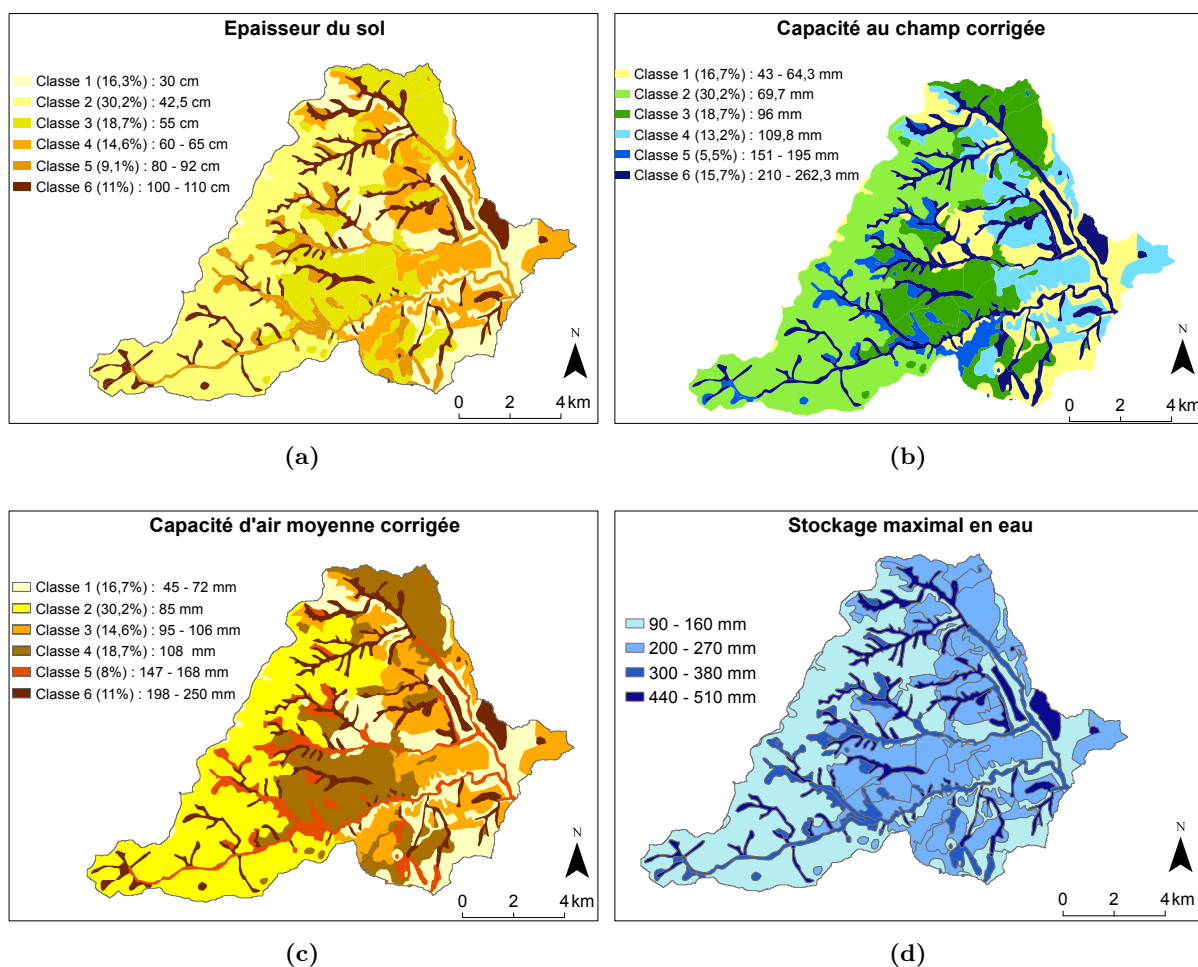 Epaisseur du sol
Classe 1 (16,3%) : 30 cm
Classe 2 (30,2%) : 42,5 cm
Classe 3 (18,7%) : 55 cm
Classe 4 (14,6%) : 60 - 65 cm
Classe 5 (9,1%) : 80 - 92 cm
Classe 6 (11%) : 100 - 110 cm
N
0 2 4 km
(a)
Capacité au champ corrigée
Classe 1 (16,7%) : 43 - 64,3 mm
Classe 2 (30,2%) : 69,7 mm
Classe 3 (18,7%) : 96 mm
Classe 4 (13,2%) : 109,8 mm
Classe 5 (5,5%) : 151 - 195 mm
Classe 6 (15,7%) : 210 - 262,3 mm
N
0 2 4 km
(b)
Capacité d'air moyenne corrigée
Classe 1 (16,7%) : 45 - 72 mm
Classe 2 (30,2%) : 85 mm
Classe 3 (14,6%) : 95 - 106 mm
Classe 4 (18,7%) : 108 mm
Classe 5 (8%) : 147 - 168 mm
Classe 6 (11%) : 198 - 250 mm
N
0 2 4 km
(c)
Stockage maximal en eau
90 - 160 mm
200 - 270 mm
300 - 380 mm
440 - 510 mm
N
0 2 4 km
(d)